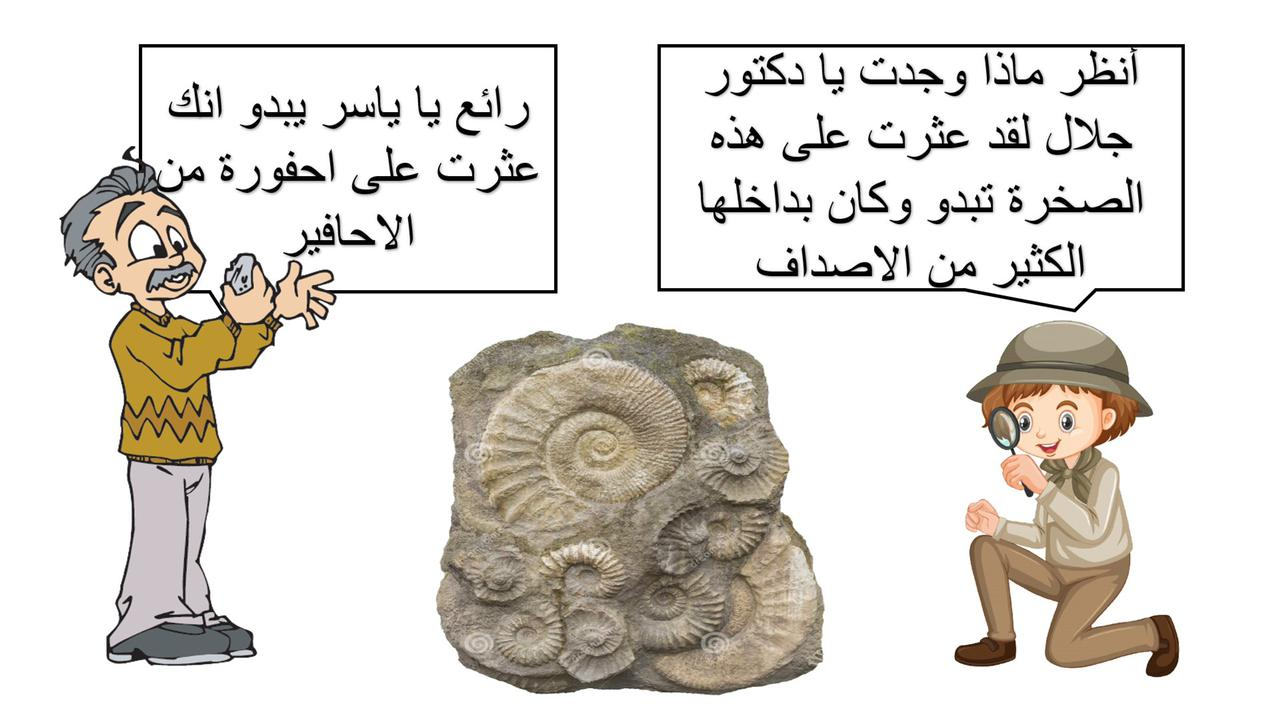 أنظر ماذا وجدت يا دكتور
جلال لقد عثرت على هذه
الصخرة تبدو وكان بداخلها
الكثير من الاصداف
رائع يا ياسر يبدو انك
عثرت على احفورة من
الاحافير